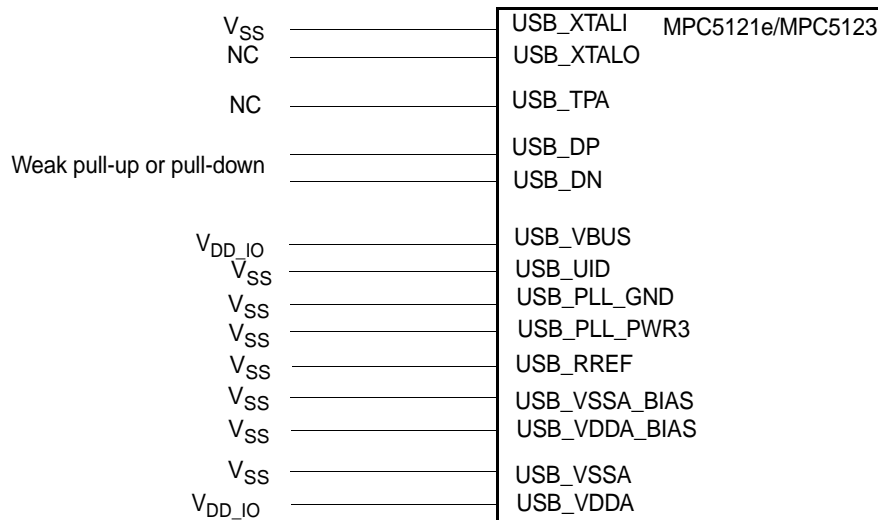 V_SS USB_XTALI MPC5121e/MPC5123
NC USB_XTALO
NC USB_TPA
Weak pull-up or pull-down USB_DP
USB_DN
V_DD_IO USB_VBUS
V_SS USB_UID
V_SS USB_PLL_GND
V_SS USB_PLL_PWR3
V_SS USB_RREF
V_SS USB_VSSA_BIAS
V_SS USB_VDDA_BIAS
V_SS USB_VSSA
V_DD_IO USB_VDDA